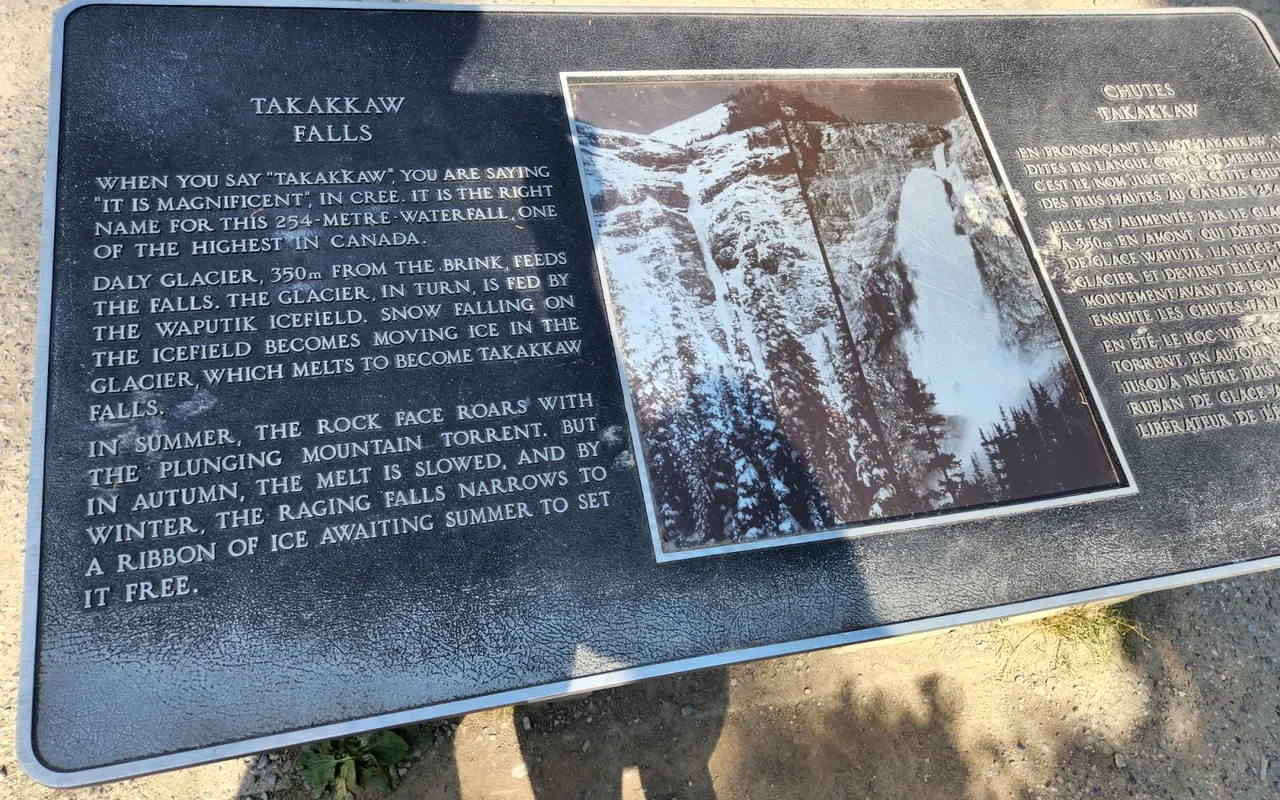 TAKAKKAW
FALLS
WHEN YOU SAY "TAKAKKAW", YOU ARE SAYING
"IT IS MAGNIFICENT", IN CREE. IT IS THE RIGHT
NAME FOR THIS 254-METRE-WATERFALL, ONE
OF THE HIGHEST IN CANADA.
DALY GLACIER, 350m FROM THE BRINK, FEEDS
THE FALLS. THE GLACIER, IN TURN, IS FED BY
THE WAPUTIK ICEFIELD. SNOW FALLING ON
THE ICEFIELD BECOMES MOVING ICE IN THE
GLACIER, WHICH MELTS TO BECOME TAKAKKAW
FALLS.
IN SUMMER, THE ROCK FACE ROARS WITH
THE PLUNGING MOUNTAIN TORRENT. BUT
IN AUTUMN, THE MELT IS SLOWED, AND BY
WINTER, THE RAGING FALLS NARROWS TO
A RIBBON OF ICE AWAITING SUMMER TO SET
IT FREE.
CHUTES
TAKAKKAW
EN PRONONÇANT LE MOT TAKAKKAW
DITES EN LANGUE CRIE C'EST
C'EST LE NOM JUSTE POUR CETTE
DES PLUS HAUTES AU CANADA
ELLE EST ALIMENTÉE PAR LE
À 350m EN AMONT, QUI
DE GLACE WAPUTIK. LA NEIGE
GLACIER ET DEVIENT ELLE
MOUVEMENT AVANT DE
ENSUITE LES CHUTES
EN ÉTÉ, LE ROC VIBRE
TORRENT. EN
JUSQU'À N'ÊTRE PLUS
RUBAN DE GLACE
LIBÉRATEUR DE